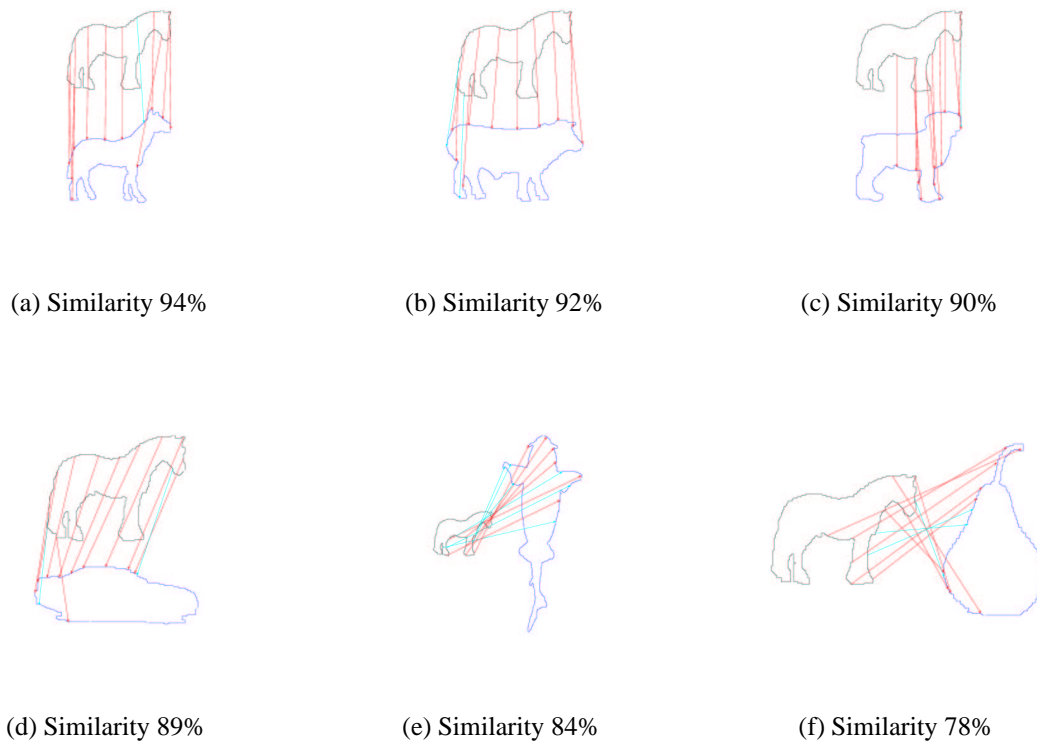 (a) Similarity 94%
(b) Similarity 92%
(c) Similarity 90%
(d) Similarity 89%
(e) Similarity 84%
(f) Similarity 78%